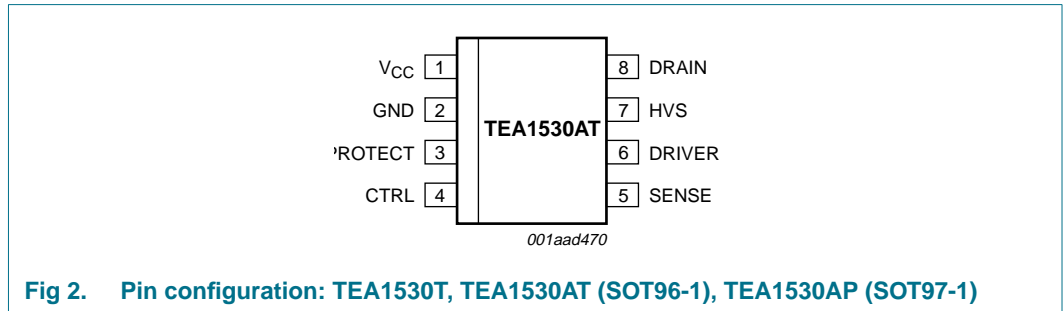 VCC 1
GND 2
PROTECT 3
CTRL 4
TEA1530AT
8 DRAIN
7 HVS
6 DRIVER
5 SENSE
001aad470
Fig 2. Pin configuration: TEA1530T, TEA1530AT (SOT96-1), TEA1530AP (SOT97-1)